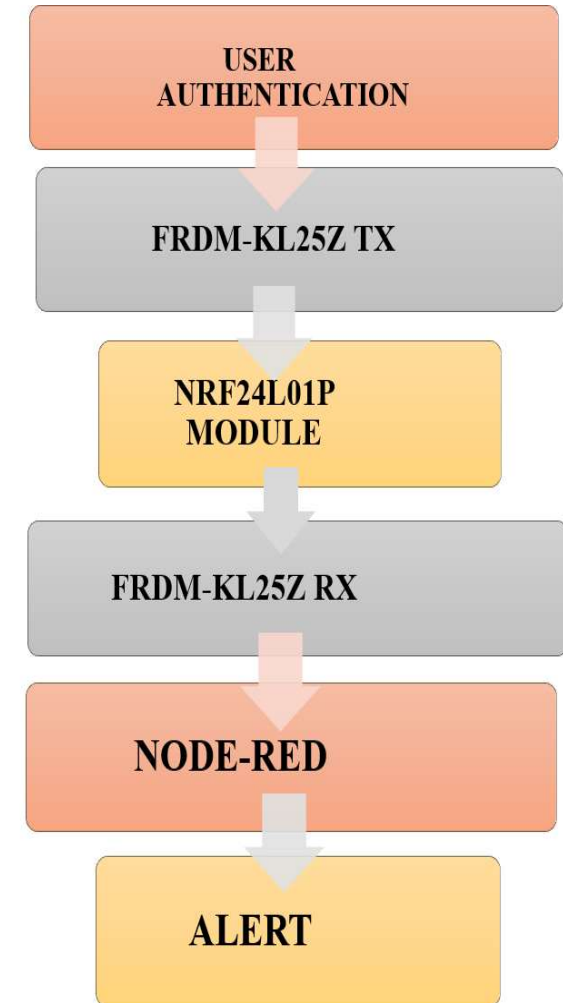 USER
AUTHENTICATION
FRDM-KL25Z TX
NRF24L01P
MODULE
FRDM-KL25Z RX
NODE-RED
ALERT